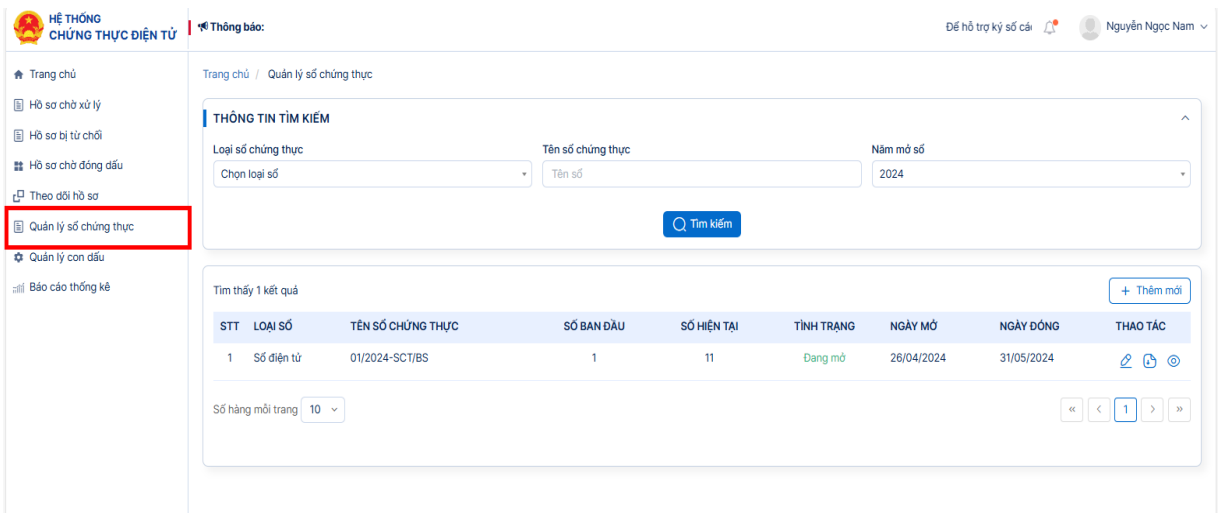 HỆ THỐNG
CHỨNG THỰC ĐIỆN TỬ
Thông báo:
Để hỗ trợ ký số các
Nguyễn Ngọc Nam
Trang chủ
Hồ sơ chờ xử lý
Hồ sơ bị từ chối
Hồ sơ chờ đóng dấu
Theo dõi hồ sơ
Quản lý sổ chứng thực
Quản lý con dấu
Báo cáo thống kê
Trang chủ / Quản lý sổ chứng thực
THÔNG TIN TÌM KIẾM
Loại sổ chứng thực Tên sổ chứng thực Năm mở sổ
Chọn loại sổ Tên sổ 2024
Tìm kiếm
Tìm thấy 1 kết quả
+ Thêm mới
STT LOẠI SỔ TÊN SỔ CHỨNG THỰC SỐ BAN ĐẦU SỐ HIỆN TẠI TÌNH TRẠNG NGÀY MỞ NGÀY ĐÓNG THAO TÁC
1 Sổ điện tử 01/2024-SCT/BS 1 11 Đang mở 26/04/2024 31/05/2024
Số hàng mỗi trang 10
« < 1 > »